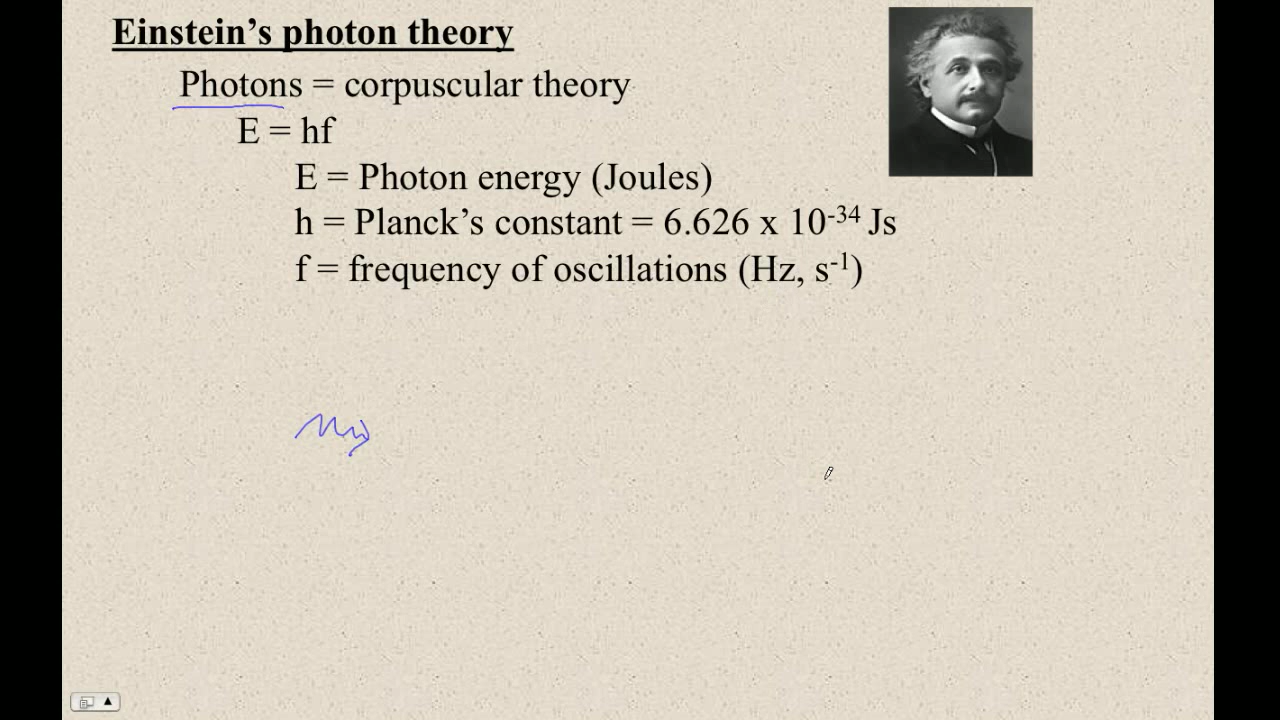 Einstein’s photon theory
Photons = corpuscular theory
E = hf
E = Photon energy (Joules)
h = Planck’s constant = 6.626 x 10⁻³⁴ Js
f = frequency of oscillations (Hz, s⁻¹)